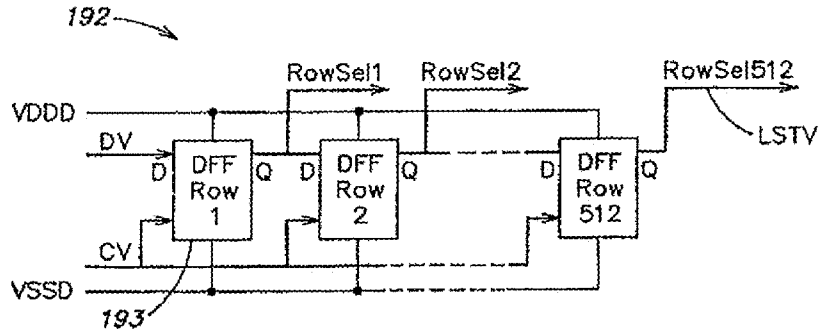 192
RowSel1
RowSel2
RowSel512
VDDD
LSTV
DV
D
DFF
Row
1
Q
D
DFF
Row
2
Q
D
DFF
Row
512
Q
CV
VSSD
193